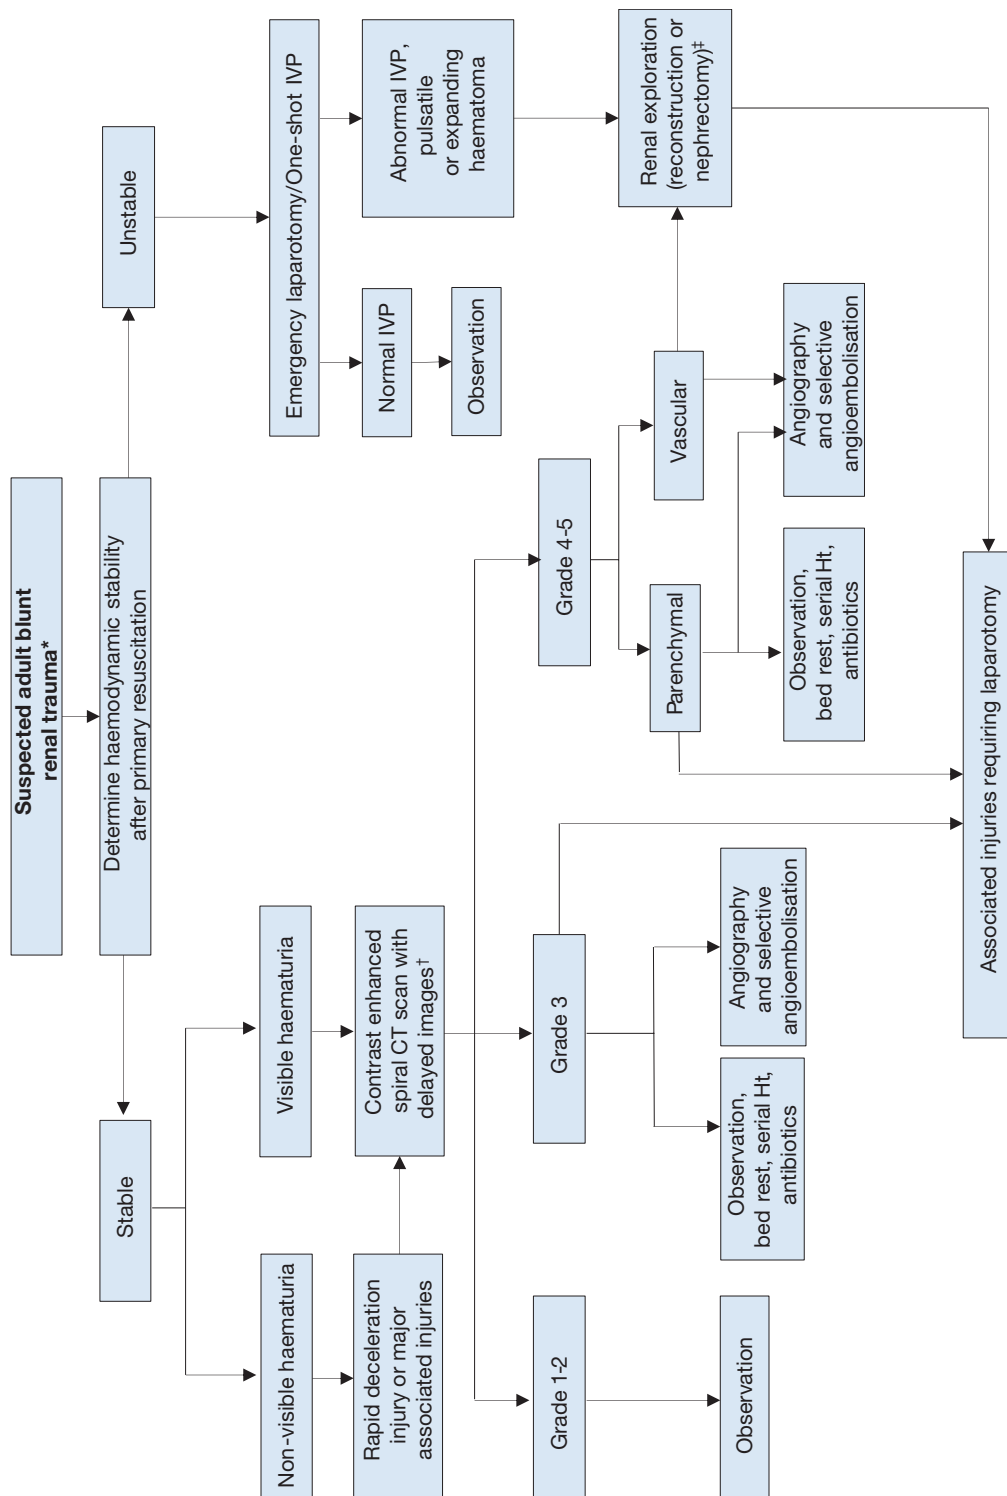 Suspected adult blunt
renal trauma*
Determine haemodynamic stability
after primary resuscitation
Stable
Unstable
Non-visible haematuria
Visible haematuria
Emergency laparotomy/One-shot IVP
Rapid deceleration
injury or major
associated injuries
Contrast enhanced
spiral CT scan with
delayed images†
Normal IVP
Abnormal IVP,
pulsatile
or expanding
haematoma
Observation
Grade 1-2
Grade 3
Grade 4-5
Parenchymal
Vascular
Renal exploration
(reconstruction or
nephrectomy)‡
Observation
Observation,
bed rest, serial Ht,
antibiotics
Angiography
and selective
angioembolisation
Observation,
bed rest, serial Ht,
antibiotics
Angiography
and selective
angioembolisation
Associated injuries requiring laparotomy